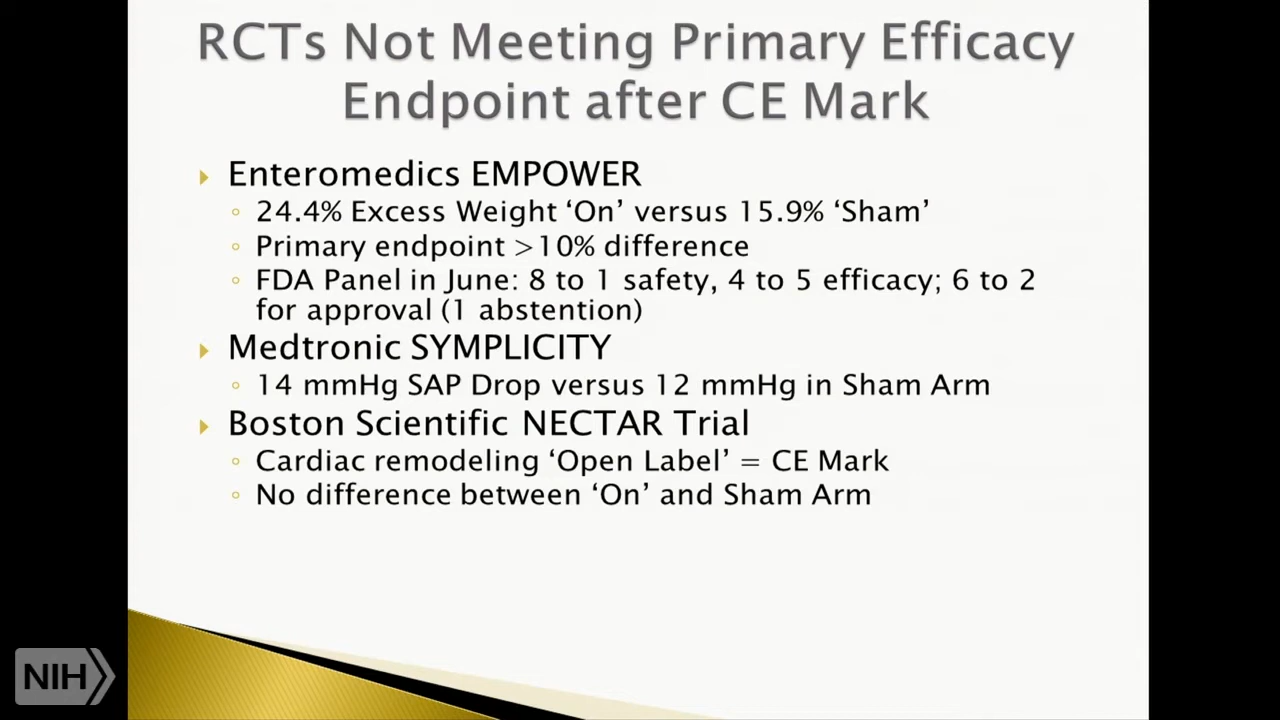 RCTs Not Meeting Primary Efficacy
Endpoint after CE Mark
Enteromedics EMPOWER
24.4% Excess Weight ‘On’ versus 15.9% ‘Sham’
Primary endpoint >10% difference
FDA Panel in June: 8 to 1 safety, 4 to 5 efficacy; 6 to 2
for approval (1 abstention)
Medtronic SYMPLICITY
14 mmHg SAP Drop versus 12 mmHg in Sham Arm
Boston Scientific NECTAR Trial
Cardiac remodeling ‘Open Label’ = CE Mark
No difference between ‘On’ and Sham Arm
NIH